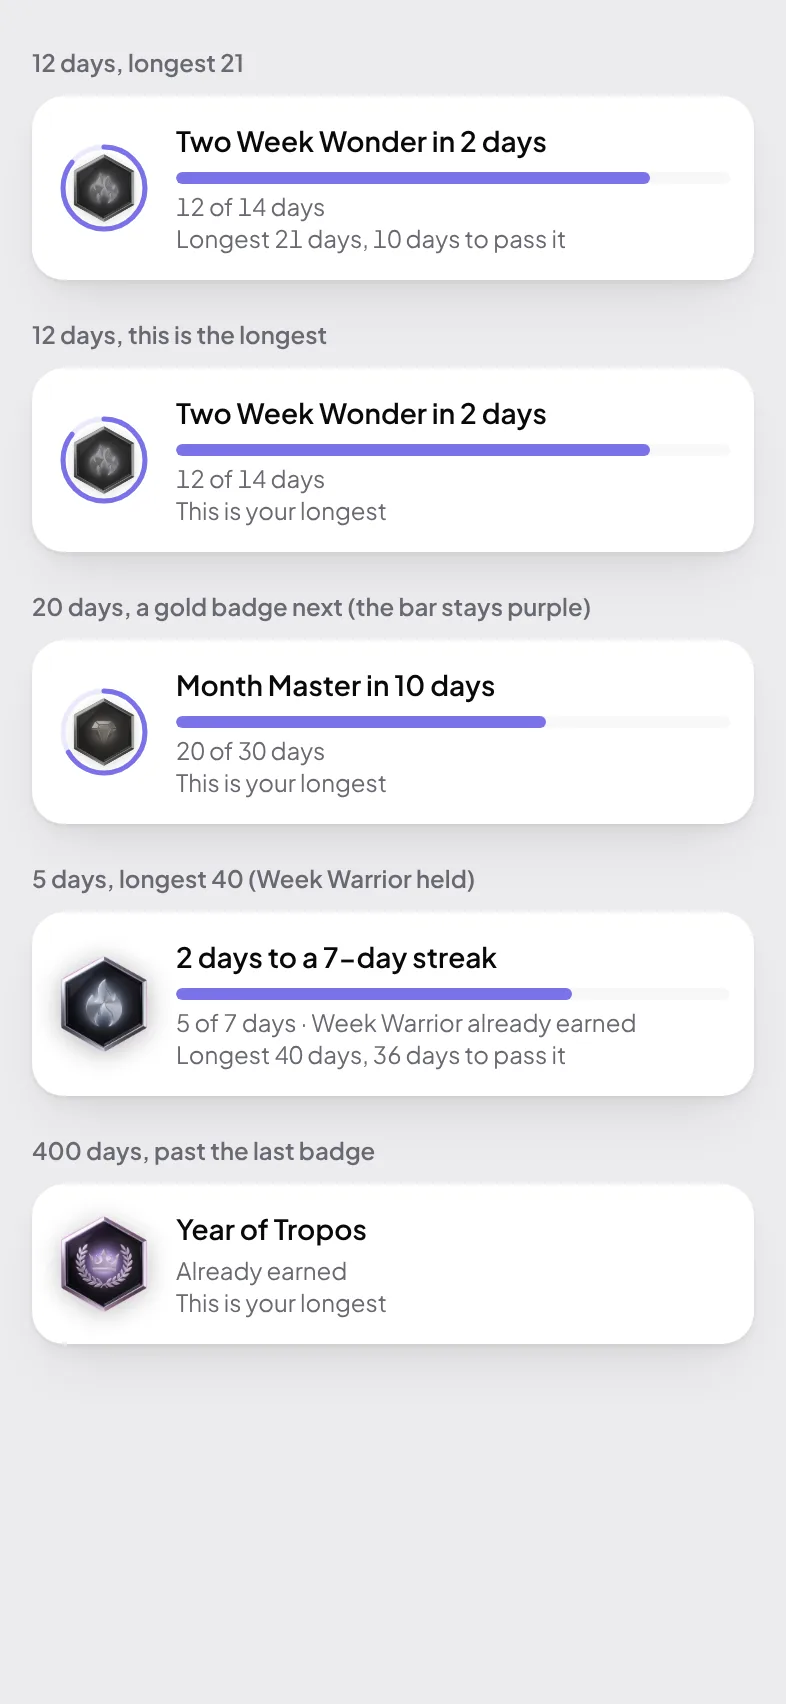 12 days, longest 21
Two Week Wonder in 2 days
12 of 14 days
Longest 21 days, 10 days to pass it
12 days, this is the longest
Two Week Wonder in 2 days
12 of 14 days
This is your longest
20 days, a gold badge next (the bar stays purple)
Month Master in 10 days
20 of 30 days
This is your longest
5 days, longest 40 (Week Warrior held)
2 days to a 7-day streak
5 of 7 days · Week Warrior already earned
Longest 40 days, 36 days to pass it
400 days, past the last badge
Year of Tropos
Already earned
This is your longest